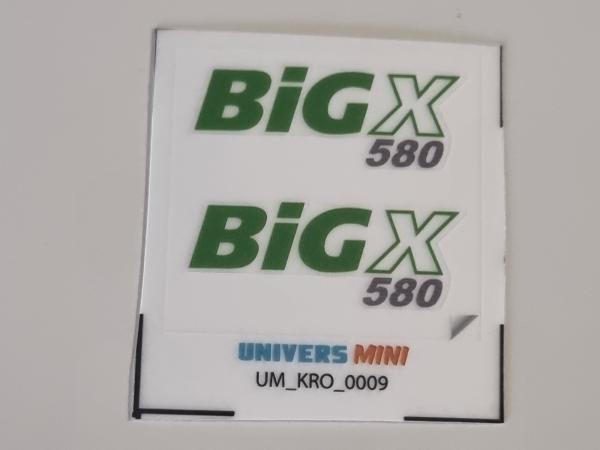 BiGX
580
BiGX
580
UNIVERS MINI
UM_KRO_0009